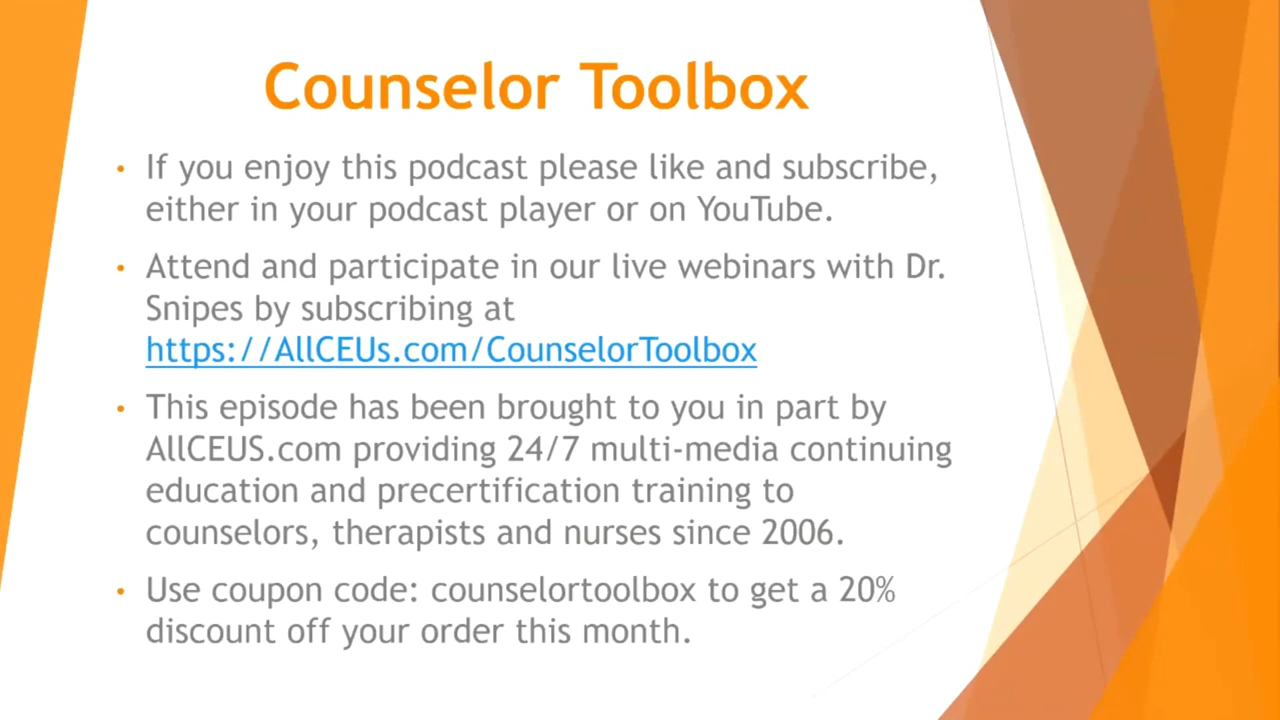 Counselor Toolbox
• If you enjoy this podcast please like and subscribe,
either in your podcast player or on YouTube.
• Attend and participate in our live webinars with Dr.
Snipes by subscribing at
https://AllCEUs.com/CounselorToolbox
• This episode has been brought to you in part by
AllCEUS.com providing 24/7 multi-media continuing
education and precertification training to
counselors, therapists and nurses since 2006.
• Use coupon code: counselortoolbox to get a 20%
discount off your order this month.